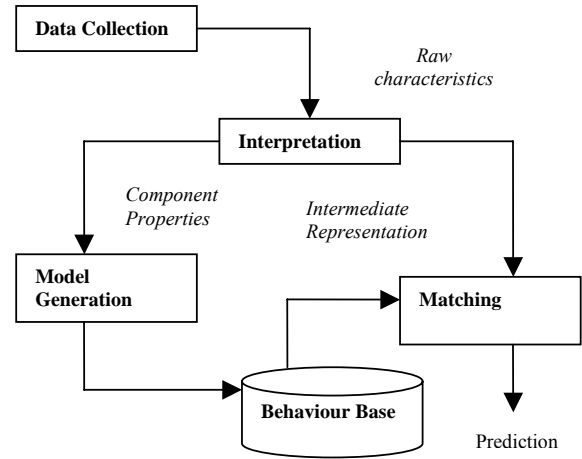 Data Collection
Raw
characteristics
Interpretation
Component
Properties
Intermediate
Representation
Model
Generation
Matching
Behaviour Base
Prediction